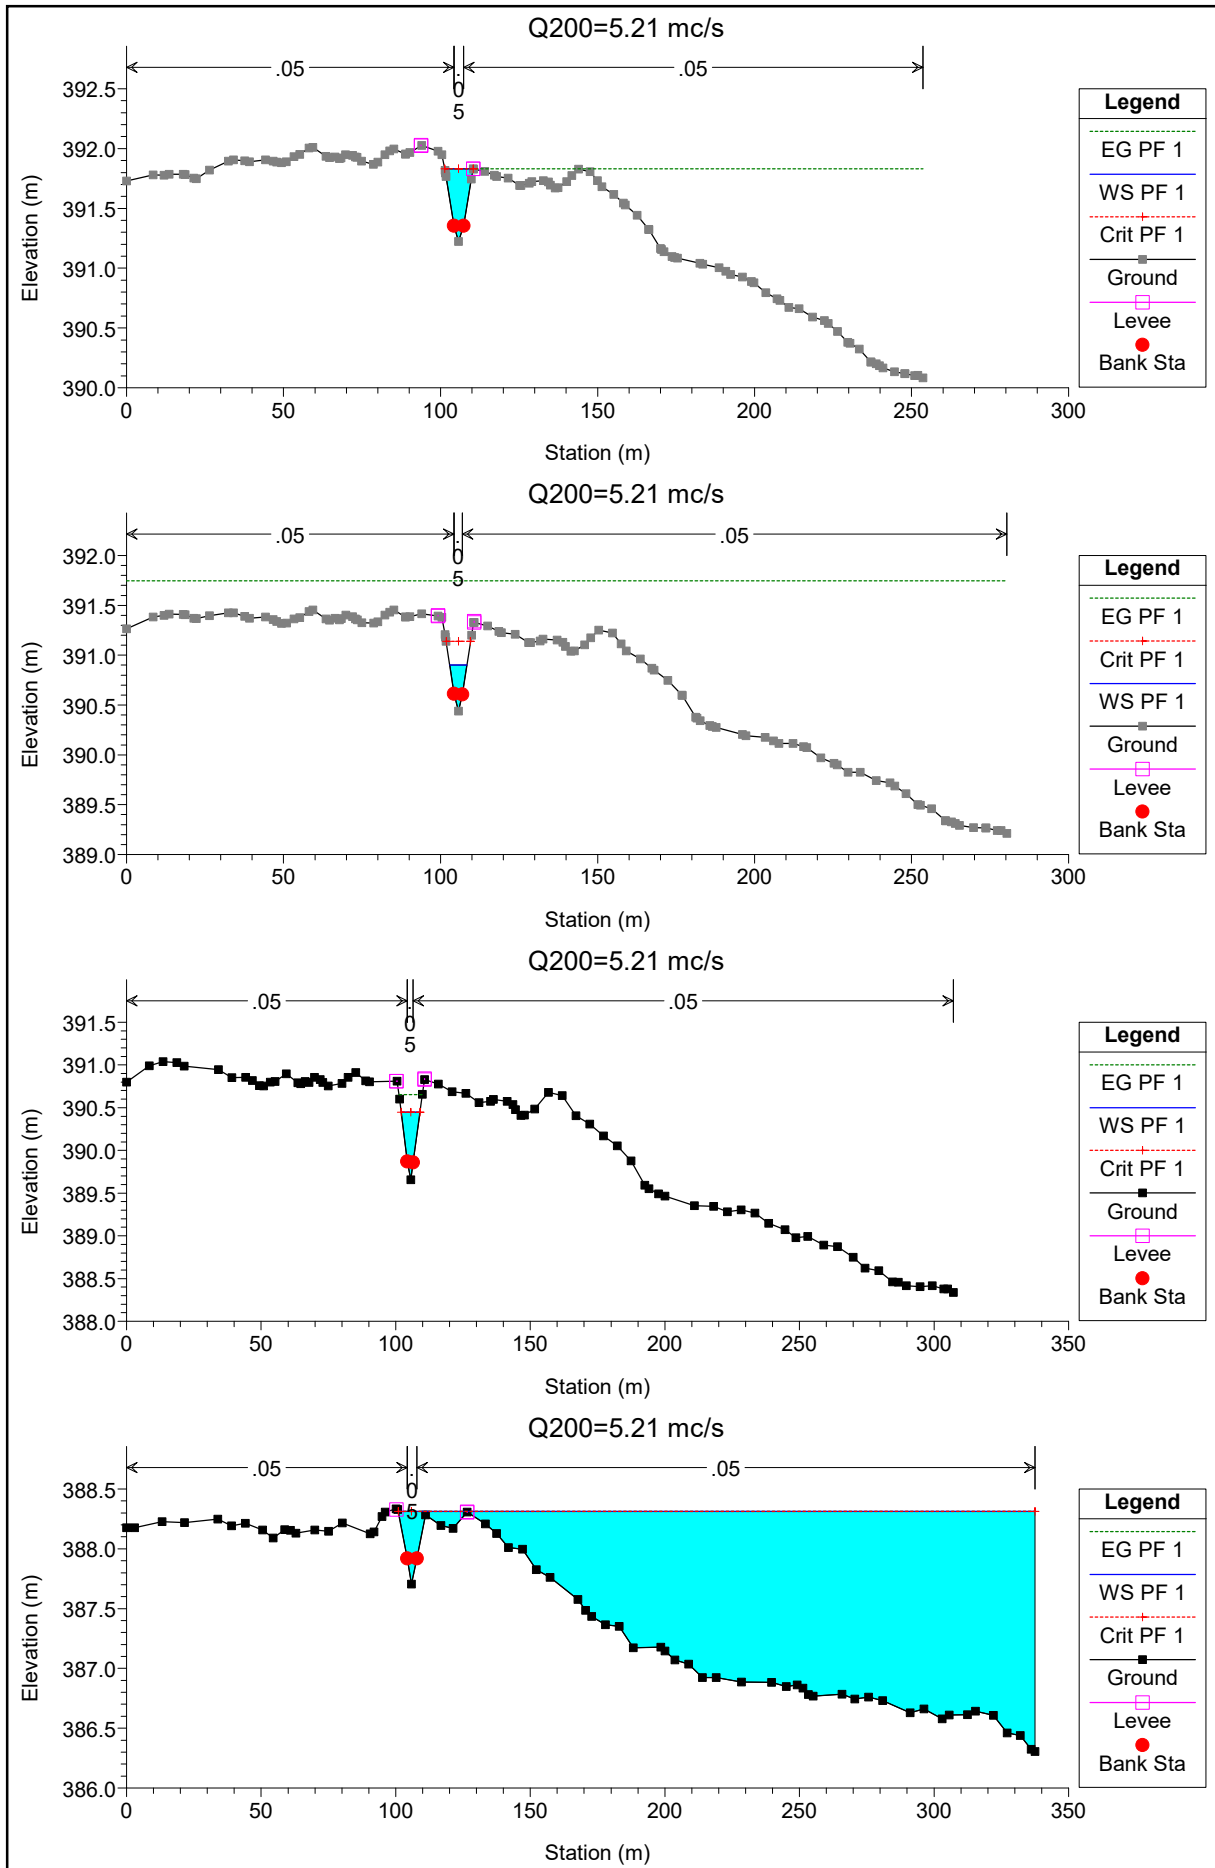 Q200=5.21 mc/s
.05 .05 .05
392.5
392.0
391.5
391.0
390.5
390.0
Elevation (m)
0 50 100 150 200 250 300
Station (m)
Legend
EG PF 1
WS PF 1
Crit PF 1
Ground
Levee
Bank Sta
Q200=5.21 mc/s
.05 .05 .05
392.0
391.5
391.0
390.5
390.0
389.5
389.0
Elevation (m)
0 50 100 150 200 250 300
Station (m)
Legend
EG PF 1
Crit PF 1
WS PF 1
Ground
Levee
Bank Sta
Q200=5.21 mc/s
.05 .05 .05
391.5
391.0
390.5
390.0
389.5
389.0
388.5
388.0
Elevation (m)
0 50 100 150 200 250 300 350
Station (m)
Legend
EG PF 1
WS PF 1
Crit PF 1
Ground
Levee
Bank Sta
Q200=5.21 mc/s
.05 .05 .05
388.5
388.0
387.5
387.0
386.5
386.0
Elevation (m)
0 50 100 150 200 250 300 350
Station (m)
Legend
EG PF 1
WS PF 1
Crit PF 1
Ground
Levee
Bank Sta